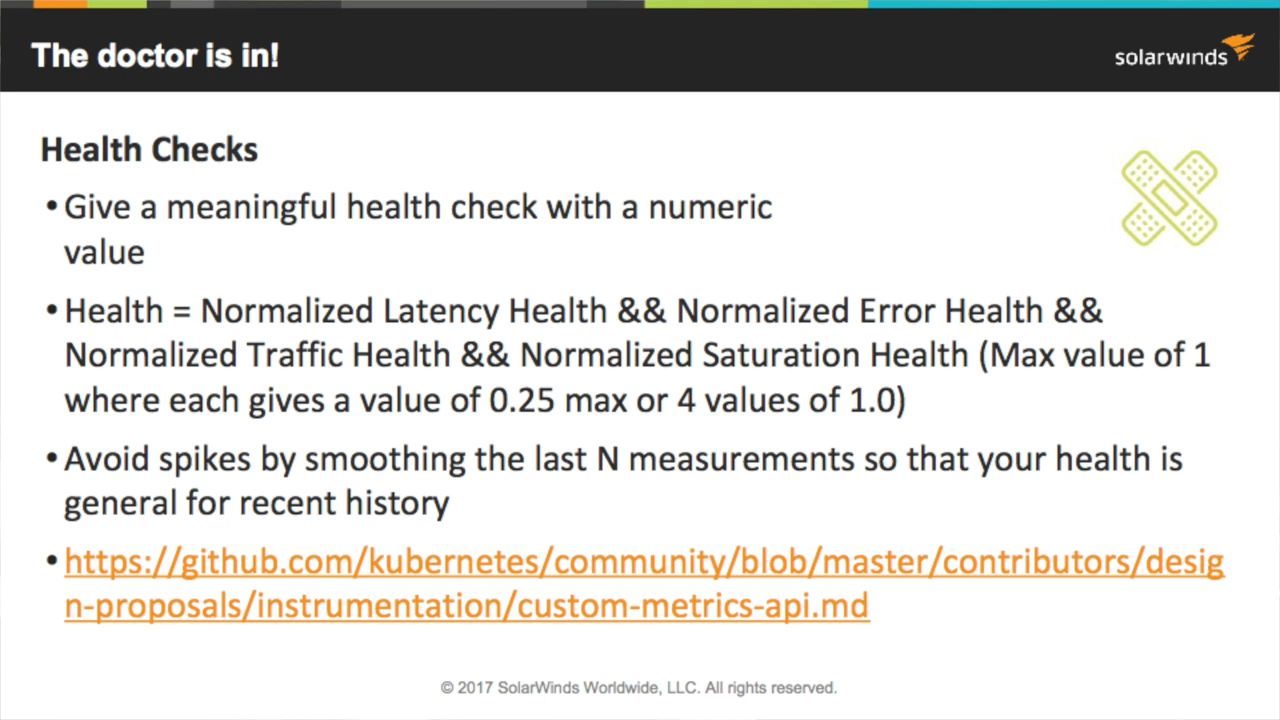 The doctor is in!
solarwinds
Health Checks
•Give a meaningful health check with a numeric
value
•Health = Normalized Latency Health && Normalized Error Health &&
Normalized Traffic Health && Normalized Saturation Health (Max value of 1
where each gives a value of 0.25 max or 4 values of 1.0)
•Avoid spikes by smoothing the last N measurements so that your health is
general for recent history
•https://github.com/kubernetes/community/blob/master/contributors/desig
n-proposals/instrumentation/custom-metrics-api.md
© 2017 SolarWinds Worldwide, LLC. All rights reserved.